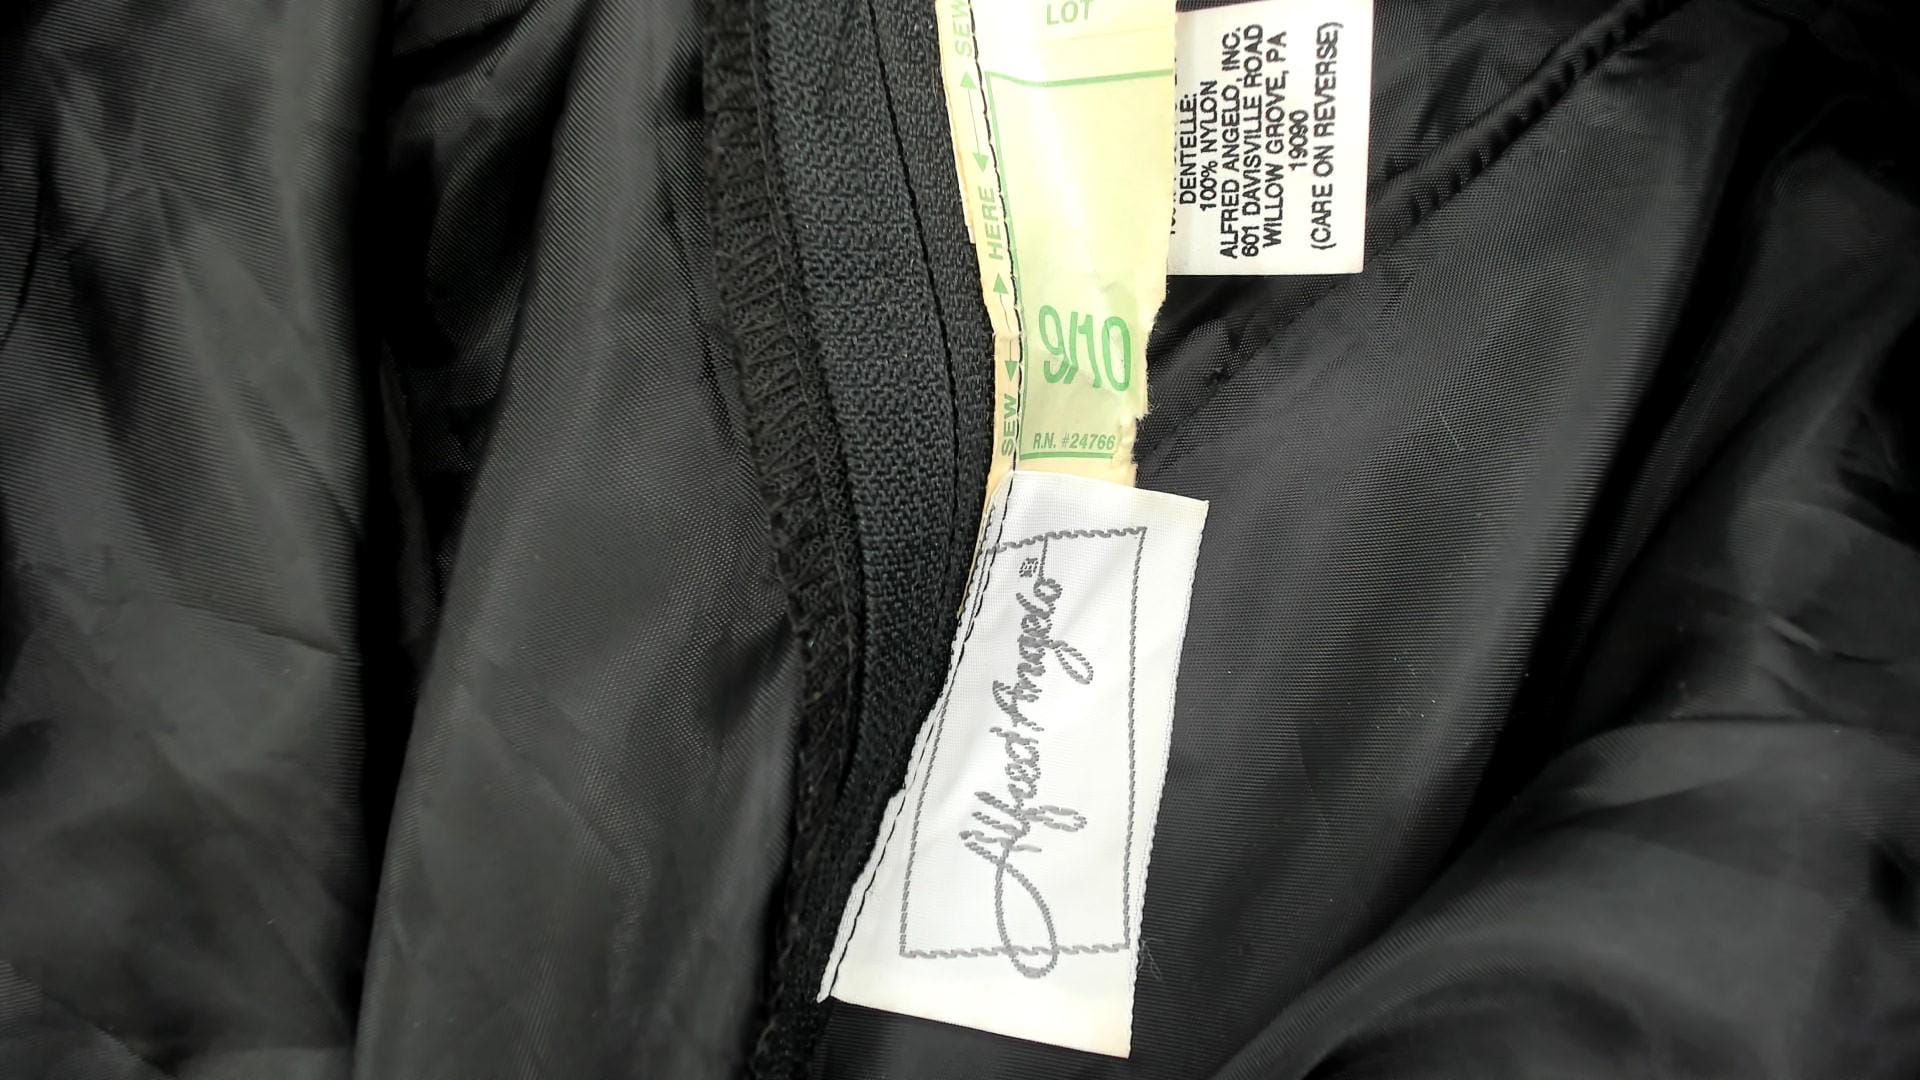 LOT
SEW
HERE
SEW
9/10
R.N. #24766
DENTELLE:
100% NYLON
ALFRED ANGELO, INC.
601 DAVISVILLE ROAD
WILLOW GROVE, PA
19090
(CARE ON REVERSE)
Alfred Angelo®